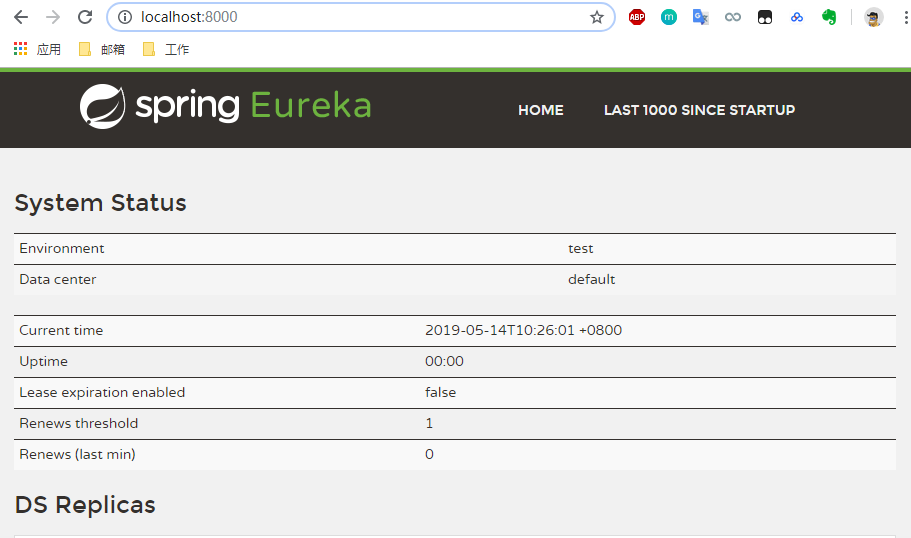 localhost:8000
ABP
m
应用 邮箱 工作
spring Eureka
HOME LAST 1000 SINCE STARTUP
System Status
Environment test
Data center default
Current time 2019-05-14T10:26:01 +0800
Uptime 00:00
Lease expiration enabled false
Renews threshold 1
Renews (last min) 0
DS Replicas